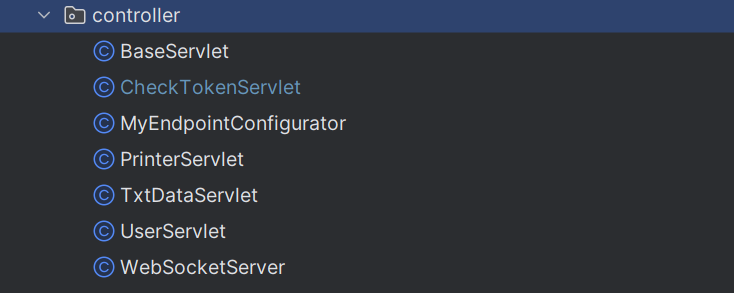 controller
BaseServlet
CheckTokenServlet
MyEndpointConfigurator
PrinterServlet
TxtDataServlet
UserServlet
WebSocketServer